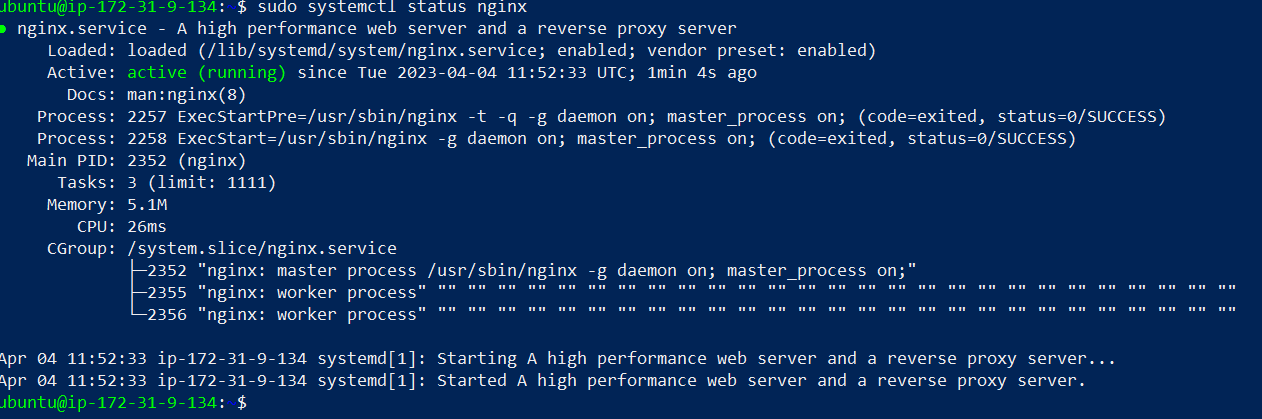 ubuntu@ip-172-31-9-134:~$ sudo systemctl status nginx
● nginx.service - A high performance web server and a reverse proxy server
     Loaded: loaded (/lib/systemd/system/nginx.service; enabled; vendor preset: enabled)
     Active: active (running) since Tue 2023-04-04 11:52:33 UTC; 1min 4s ago
       Docs: man:nginx(8)
    Process: 2257 ExecStartPre=/usr/sbin/nginx -t -q -g daemon on; master_process on; (code=exited, status=0/SUCCESS)
    Process: 2258 ExecStart=/usr/sbin/nginx -g daemon on; master_process on; (code=exited, status=0/SUCCESS)
   Main PID: 2352 (nginx)
      Tasks: 3 (limit: 1111)
     Memory: 5.1M
        CPU: 26ms
     CGroup: /system.slice/nginx.service
             ├─2352 "nginx: master process /usr/sbin/nginx -g daemon on; master_process on;"
             ├─2355 "nginx: worker process" "" "" "" "" "" "" "" "" "" "" "" "" "" "" "" "" "" "" "" "" "" "" "" "" "" "" ""
             └─2356 "nginx: worker process" "" "" "" "" "" "" "" "" "" "" "" "" "" "" "" "" "" "" "" "" "" "" "" "" "" "" ""
Apr 04 11:52:33 ip-172-31-9-134 systemd[1]: Starting A high performance web server and a reverse proxy server...
Apr 04 11:52:33 ip-172-31-9-134 systemd[1]: Started A high performance web server and a reverse proxy server.
ubuntu@ip-172-31-9-134:~$